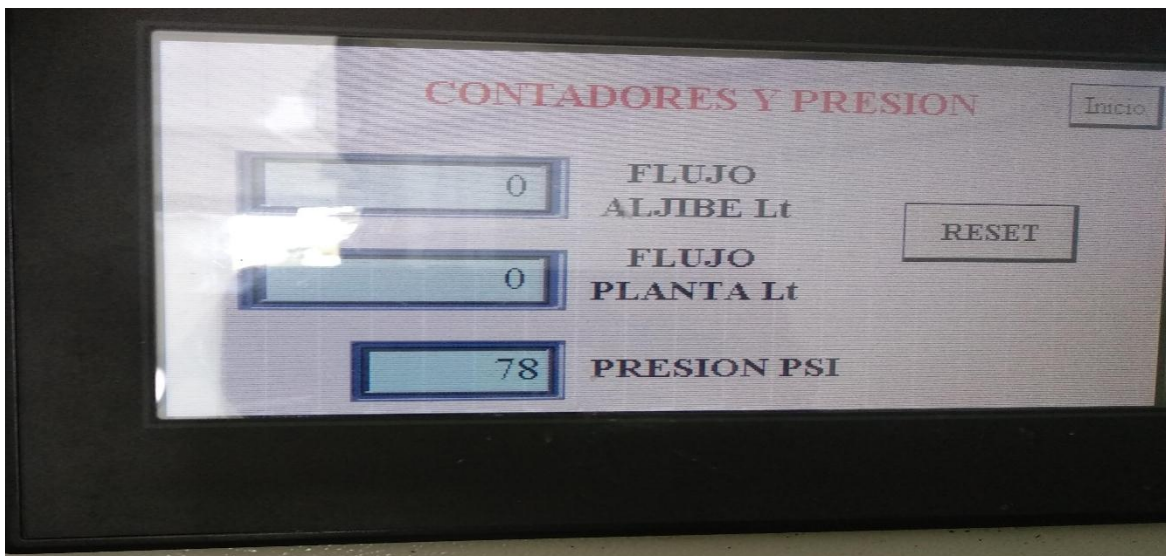 CONTADORES Y PRESION
Inicio
0
FLUJO
ALJIBE Lt
RESET
0
FLUJO
PLANTA Lt
78
PRESION PSI